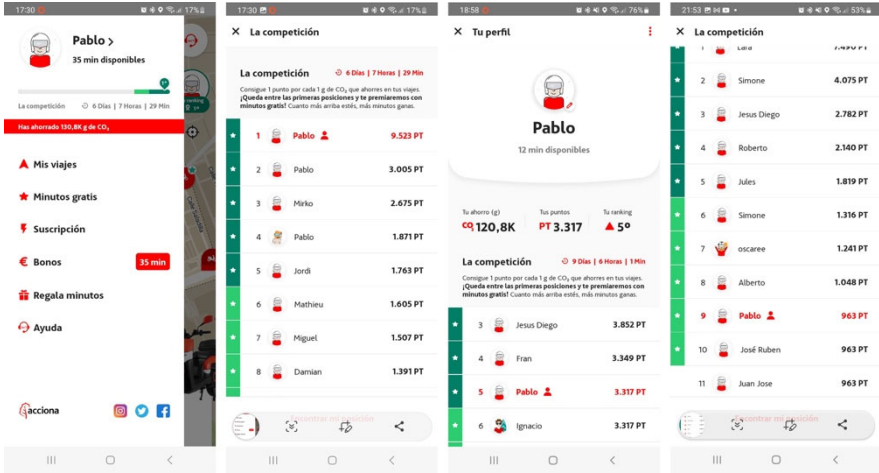 17:30
17%
Pablo >
35 min disponibles
1º
La competición
6 Días | 7 Horas | 29 Min
Has ahorrado 130,8K g de CO₂
Mis viajes
Minutos gratis
Suscripción
Bonos
35 min
Regala minutos
Ayuda
acciona
ranking
17:30
17%
La competición
La competición
6 Días | 7 Horas | 29 Min
Consigue 1 punto por cada 1 g de CO₂ que ahorres en tus viajes.
¡Queda entre las primeras posiciones y te premiaremos con
minutos gratis! Cuanto más arriba estés, más minutos ganas.
1 Pablo 9.523 PT
2 Pablo 3.005 PT
3 Mirko 2.675 PT
4 Pablo 1.871 PT
5 Jordi 1.763 PT
6 Mathieu 1.605 PT
7 Miguel 1.507 PT
8 Damian 1.391 PT
Encontrar mi posición
18:58
76%
Tu perfil
Pablo
12 min disponibles
Tu ahorro (g)
Tus puntos
Tu ranking
CO₂ 120,8K
PT 3.317
5º
La competición
9 Días | 6 Horas | 1 Min
Consigue 1 punto por cada 1 g de CO₂ que ahorres en tus viajes.
¡Queda entre las primeras posiciones y te premiaremos con
minutos gratis! Cuanto más arriba estés, más minutos ganas.
3 Jesus Diego 3.852 PT
4 Fran 3.349 PT
5 Pablo 3.317 PT
6 Ignacio 3.117 PT
21:53
53%
La competición
1 Lara 7.490 PT
2 Simone 4.075 PT
3 Jesus Diego 2.782 PT
4 Roberto 2.140 PT
5 Jules 1.819 PT
6 Simone 1.316 PT
7 oscaree 1.241 PT
8 Alberto 1.048 PT
9 Pablo 963 PT
10 José Ruben 963 PT
11 Juan Jose 963 PT
Encontrar mi posición